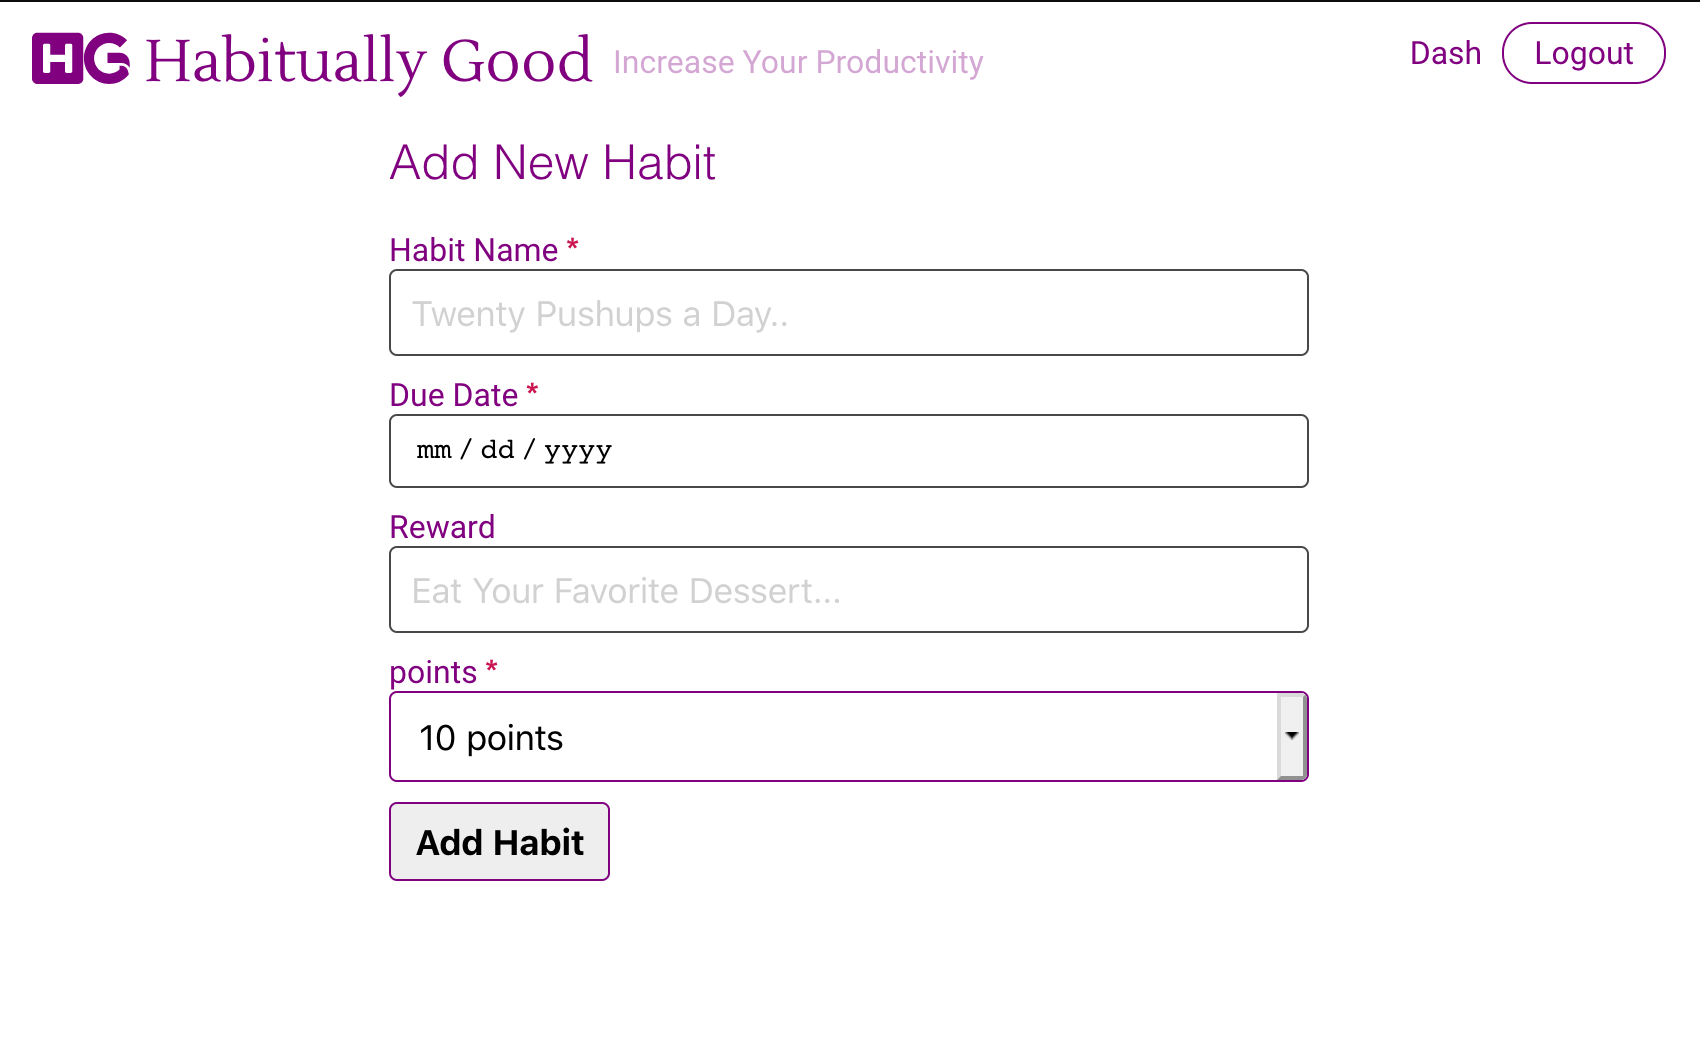 HG Habitually Good Increase Your Productivity Dash Logout
Add New Habit
Habit Name *
Twenty Pushups a Day..
Due Date *
mm / dd / yyyy
Reward
Eat Your Favorite Dessert...
points *
10 points
Add Habit